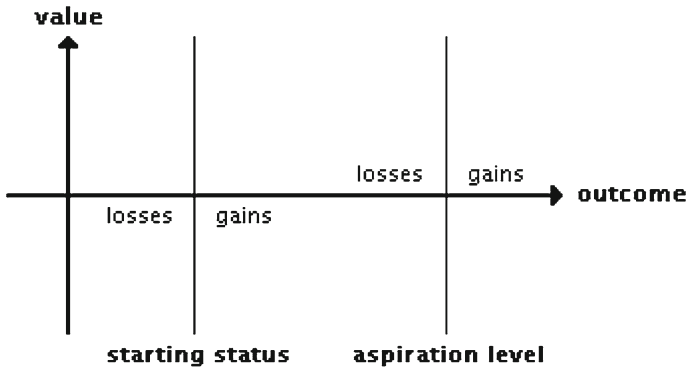 value
losses gains
outcome
losses gains
starting status aspiration level